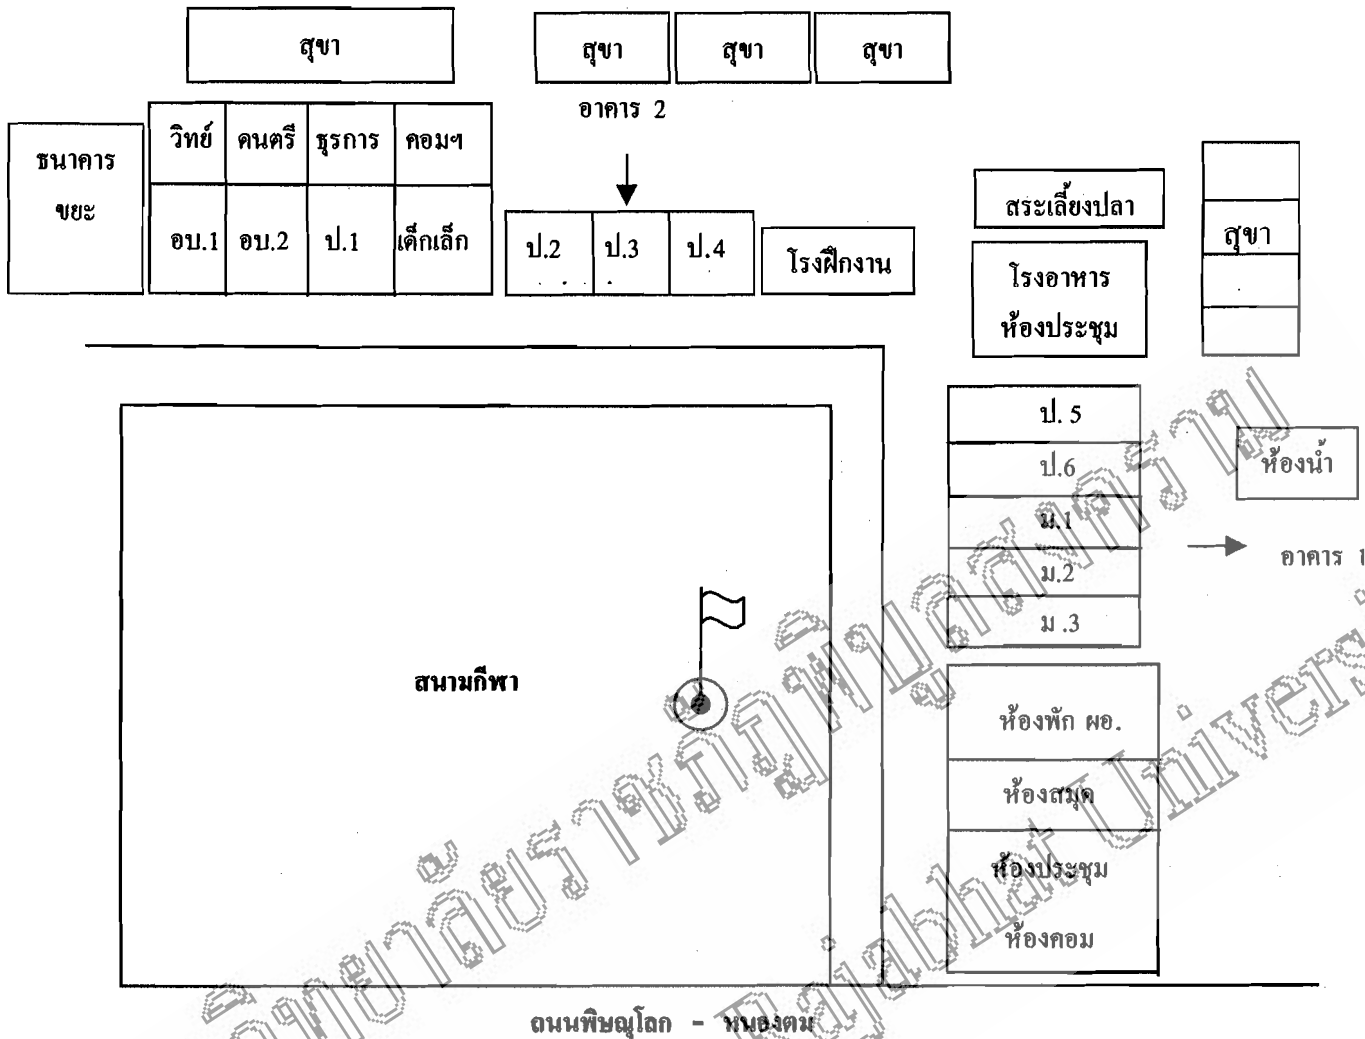 สุขา
สุขา
สุขา
สุขา
อาคาร 2
ธนาคาร
ขยะ
วิทย์
ดนตรี
ธุรการ
คอมฯ
อบ.1
อบ.2
ป.1
เด็กเล็ก
ป.2
ป.3
ป.4
โรงฝึกงาน
สระเลี้ยงปลา
โรงอาหาร
ห้องประชุม
สุขา
ป. 5
ป.6
ม.1
ม.2
ม .3
ห้องน้ำ
อาคาร 1
สนามกีฬา
ห้องพัก ผอ.
ห้องสมุด
ห้องประชุม
ห้องคอม
ถนนพิษณุโลก - หนองตม
Rajabhat